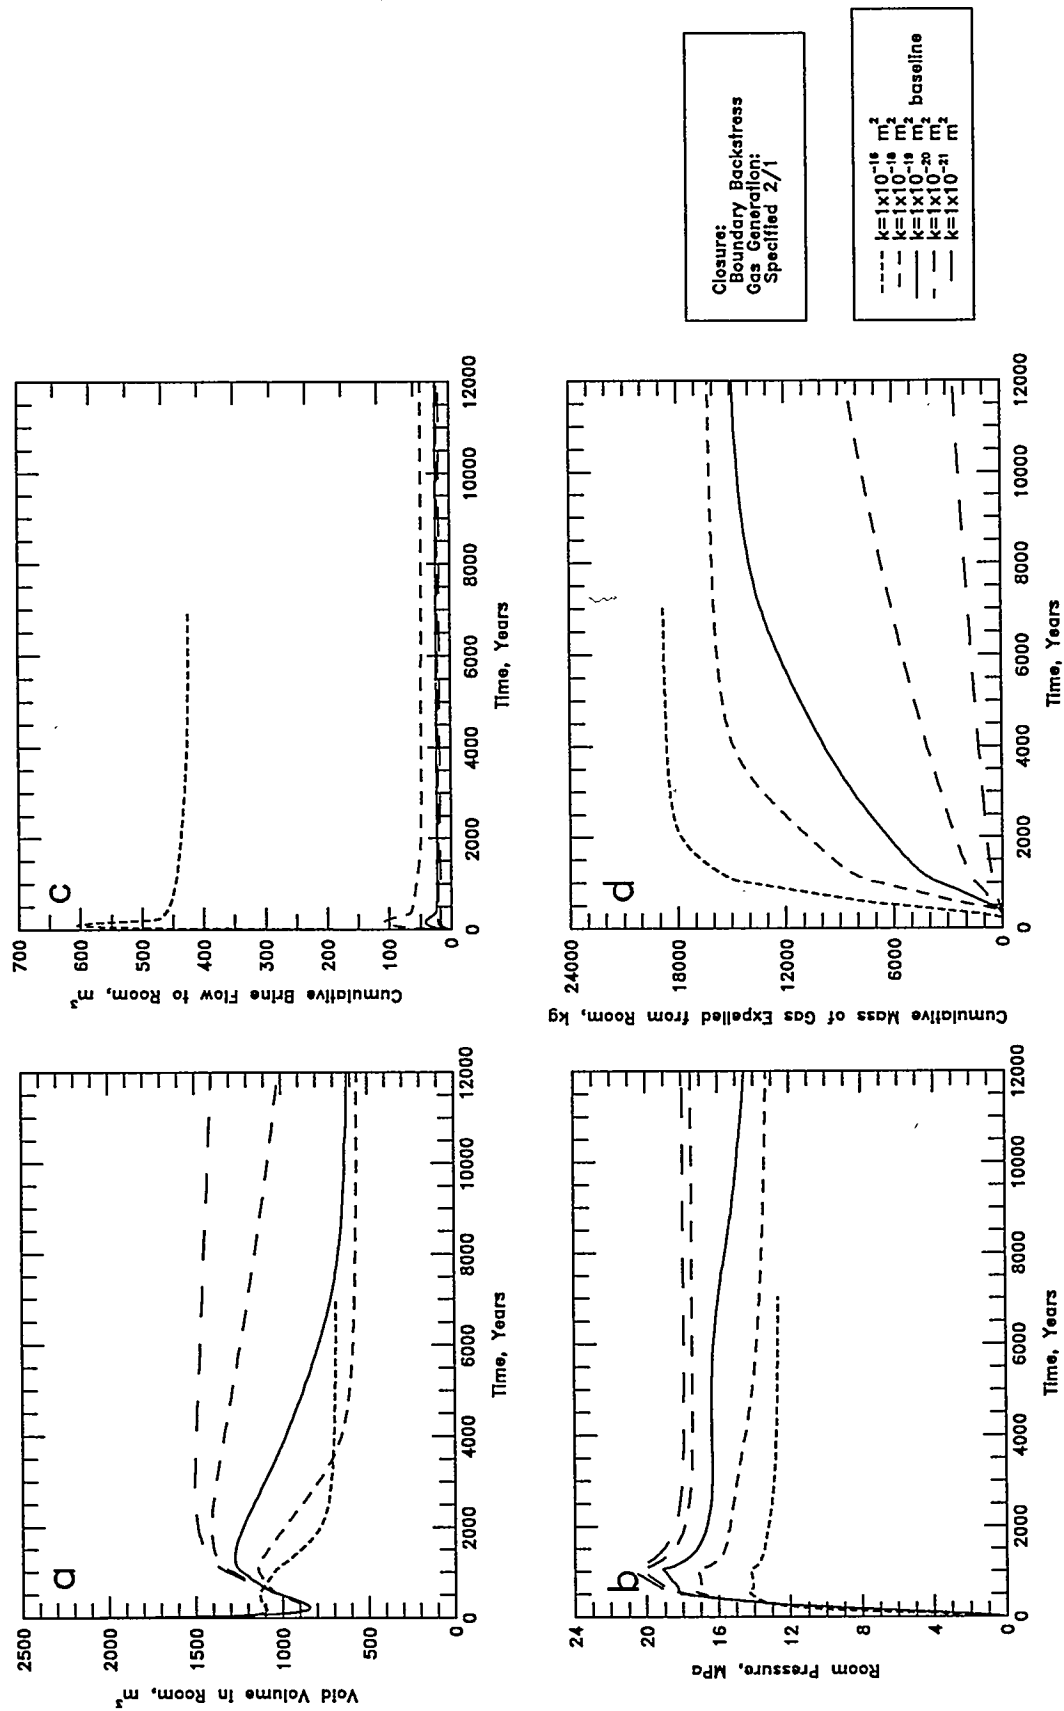 a
2500
2000
1500
1000
500
0
Void Volume in Room, m³
0 2000 4000 6000 8000 10000 12000
Time, Years
c
700
600
500
400
300
200
100
0
Cumulative Brine Flow to Room, m³
0 2000 4000 6000 8000 10000 12000
Time, Years
b
24
20
16
12
8
4
0
Room Pressure, MPa
0 2000 4000 6000 8000 10000 12000
Time, Years
d
24000
18000
12000
6000
0
Cumulative Mass of Gas Expelled from Room, kg
0 2000 4000 6000 8000 10000 12000
Time, Years
Closure:
Boundary Backstress
Gas Generation:
Specified 2/1
k=1x10⁻¹⁶ m²
k=1x10⁻¹⁸ m²
k=1x10⁻¹⁹ m² baseline
k=1x10⁻²⁰ m²
k=1x10⁻²¹ m²